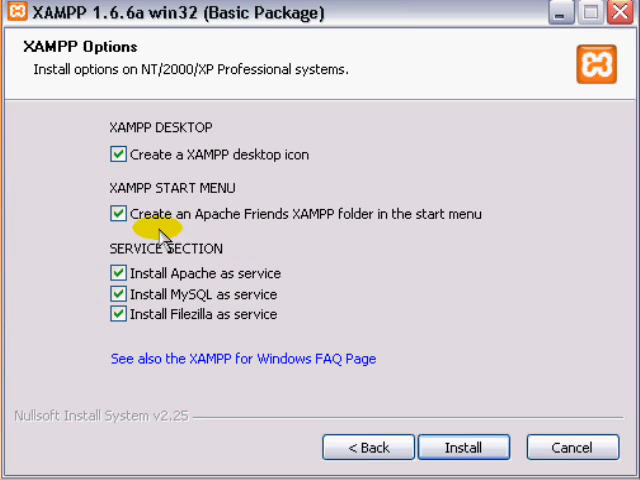 XAMPP 1.6.6a win32 (Basic Package)
XAMPP Options
Install options on NT/2000/XP Professional systems.
XAMPP DESKTOP
Create a XAMPP desktop icon
XAMPP START MENU
Create an Apache Friends XAMPP folder in the start menu
SERVICE SECTION
Install Apache as service
Install MySQL as service
Install Filezilla as service
See also the XAMPP for Windows FAQ Page
Nullsoft Install System v2.25
< Back Install Cancel